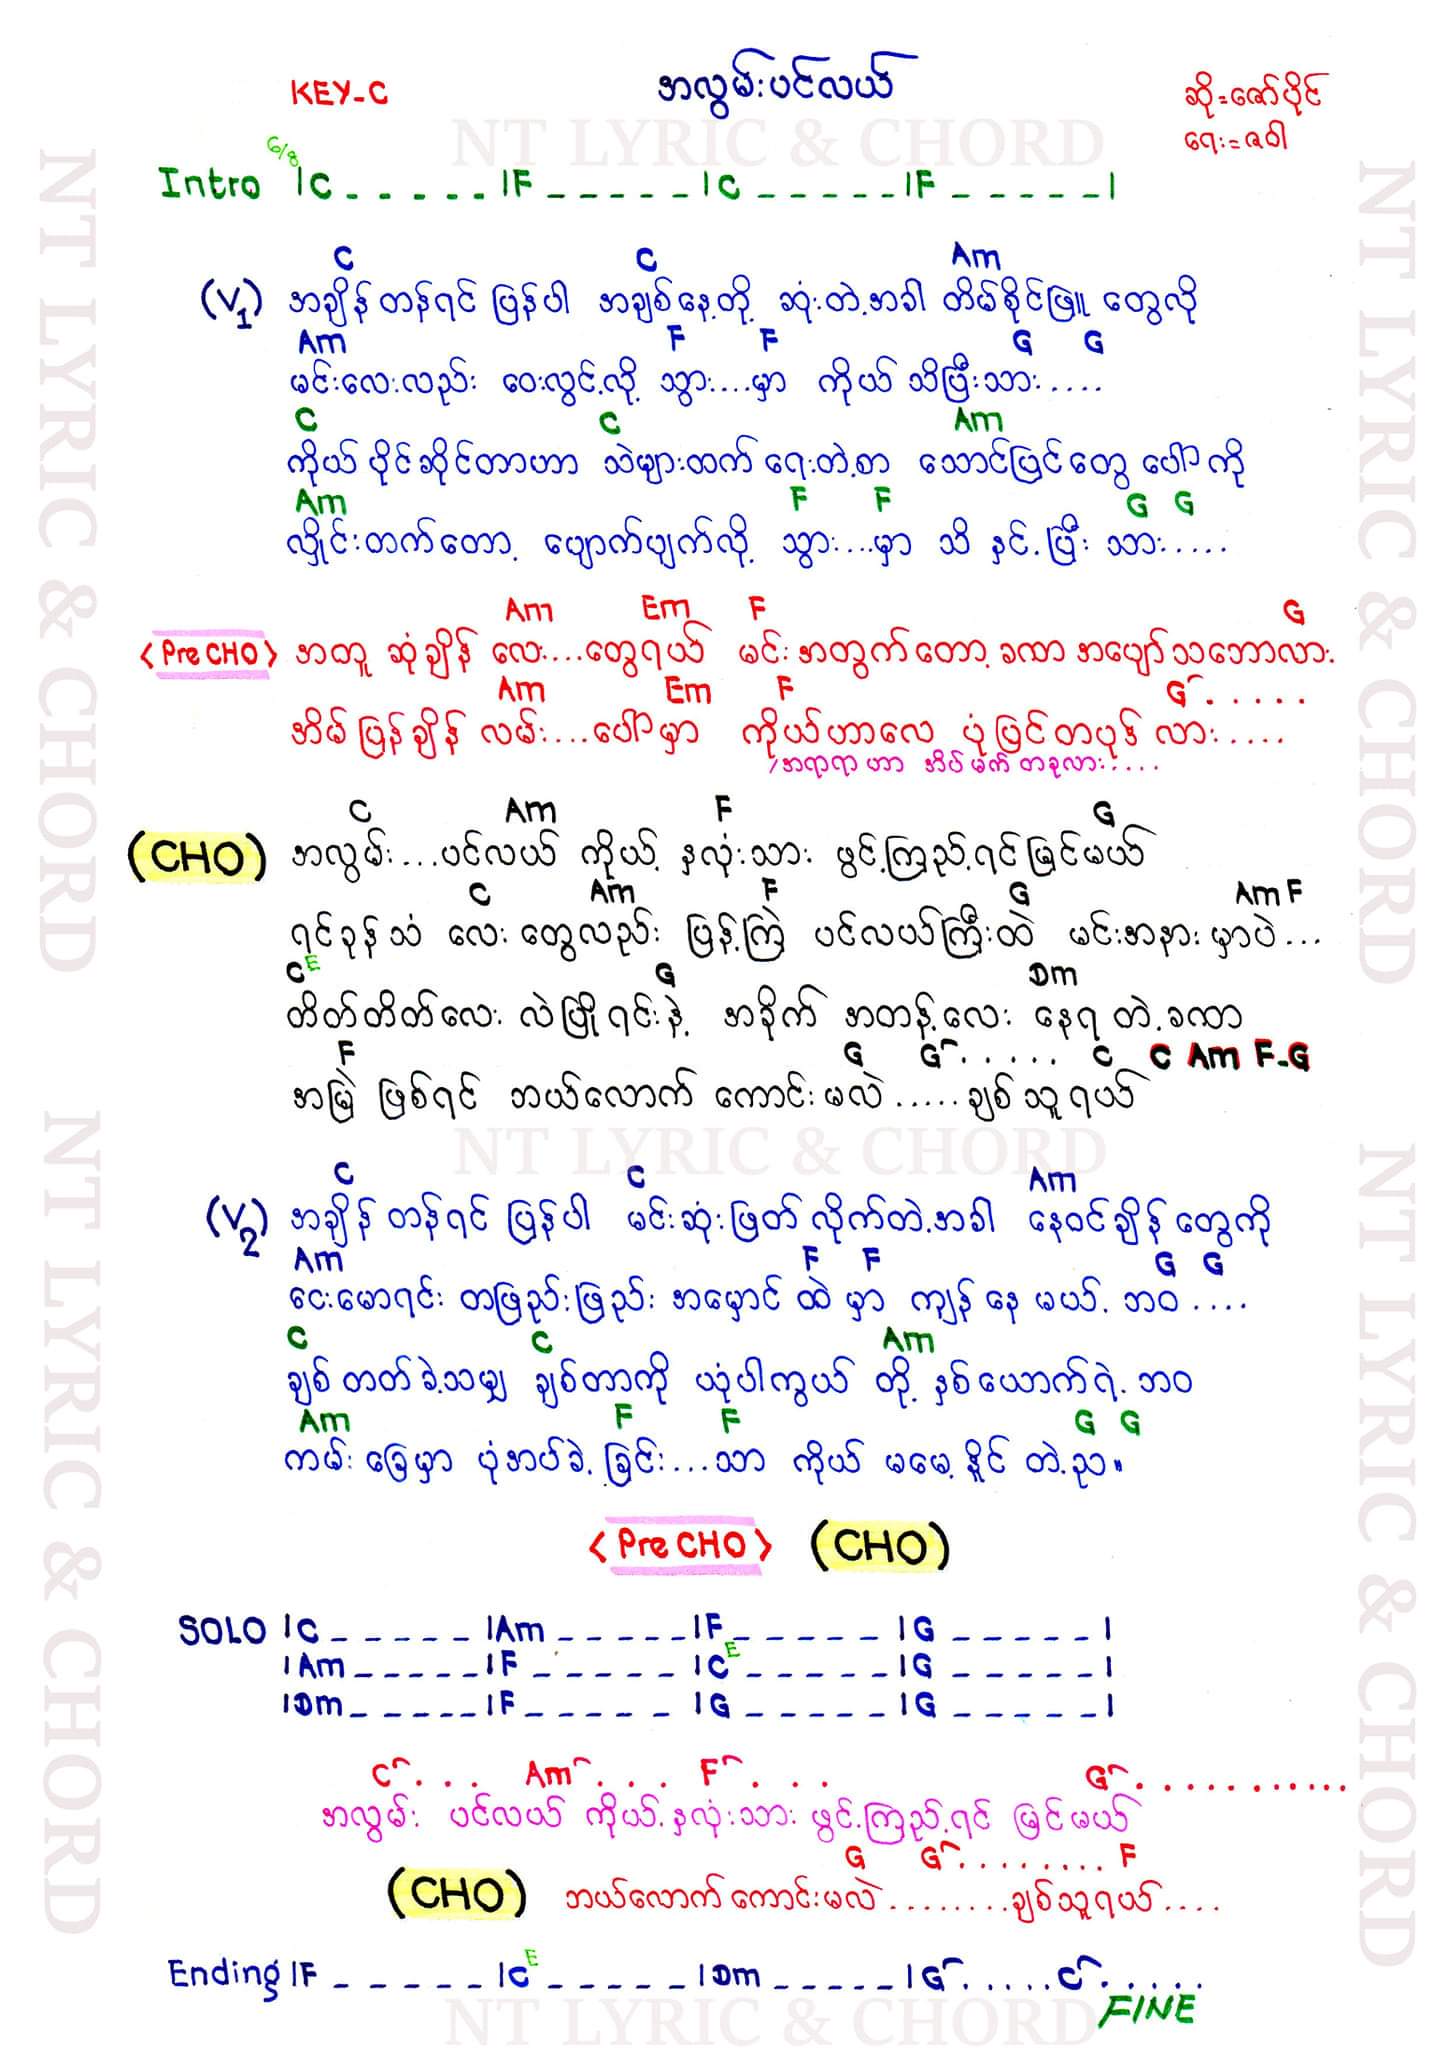 KEY-C
အလွမ်းပင်လယ်
ဆို=ဇော်ပိုင်
ရေး=ဇဝါ
NT LYRIC & CHORD
6/8
Intro |C _ _ _ _ _ |F _ _ _ _ _ |C _ _ _ _ _ |F _ _ _ _ _ |
C C Am
(V1) အချိန်တန်ရင် ပြန်ပါ အချစ်နေ့တို့ ဆုံးတဲ့အခါ တိမ်စိုင်ဖြူ တွေလို
Am F F G G
မင်းလေးလည်း ဝေးလွင့်လို့ သွား...မှာ ကိုယ် သိပြီးသား....
C C Am
ကိုယ်ပိုင်ဆိုင်တာဟာ သဲများထက် ရေးတဲ့စာ သောင်ပြင်တွေ ပေါ်ကို
Am F F G G
လှိုင်းတက်တော့ ပျောက်ပျက်လို့ သွား...မှာ သိ နှင့် ပြီး သား.....
Am Em F G
<Pre CHO> အတူ ဆုံချိန် လေး...တွေရယ် မင်းအတွက်တော့ ခဏ အပျော်သဘောလား
Am Em F G .....
အိမ်ပြန်ချိန် လမ်း...ပေါ်မှာ ကိုယ်ဟာလေ ပုံပြင်တပုဒ် လား....
/အရာရာ ဟာ အိပ်မက် တခုလား....
C Am F G
(CHO) အလွမ်း...ပင်လယ် ကိုယ့် နှလုံးသား ဖွင့်ကြည့်ရင် မြင်မယ်
C Am F G Am F
ရင်ခုန်သံ လေးတွေလည်း ပြန့်ကြဲ ပင်လယ်ကြီးထဲ မင်းအနားမှာပဲ...
C E G Dm
တိတ်တိတ်လေး လဲပြိုရင်းနဲ့ အခိုက် အတန့်လေး နေရ တဲ့ခဏ
F G G ..... C C Am F-G
အမြဲ ဖြစ်ရင် ဘယ်လောက် ကောင်းမလဲ.....ချစ်သူရယ်
NT LYRIC & CHORD
C C Am
(V2) အချိန်တန်ရင် ပြန်ပါ မင်းဆုံးဖြတ်လိုက်တဲ့အခါ နေဝင်ချိန်တွေကို
Am F F G G
ငေးမောရင်း တဖြည်းဖြည်း အမှောင်ထဲမှာ ကျန်နေမယ့် ဘဝ....
C C Am
ချစ်တတ်ခဲ့သမျှ ချစ်တာကို ယုံပါကွယ် တို့ နှစ်ယောက်ရဲ့ ဘဝ
Am F F G G
ကမ်းခြေမှာ ပုံအပ်ခဲ့ ခြင်း...သာ ကိုယ် မမေ့ နိုင် တဲ့ည။
<Pre CHO> (CHO)
SOLO |C _ _ _ _ _ |Am _ _ _ _ _ |F _ _ _ _ _ |G _ _ _ _ _ |
|Am _ _ _ _ _ |F _ _ _ _ _ |C E _ _ _ _ _ |G _ _ _ _ _ |
|Dm _ _ _ _ _ |F _ _ _ _ _ |G _ _ _ _ _ |G _ _ _ _ _ |
C ... Am ... F ... G ............
အလွမ်း ပင်လယ် ကိုယ့်နှလုံးသား ဖွင့်ကြည့်ရင် မြင်မယ်
G G ......... F
(CHO) ဘယ်လောက်ကောင်းမလဲ........ချစ်သူရယ်....
Ending |F _ _ _ _ _ |C E _ _ _ _ _ |Dm _ _ _ _ _ |G ..... C .....
FINE
NT LYRIC & CHORD
NT LYRIC & CHORD
NT LYRIC & CHORD
NT LYRIC & CHORD
NT LYRIC & CHORD